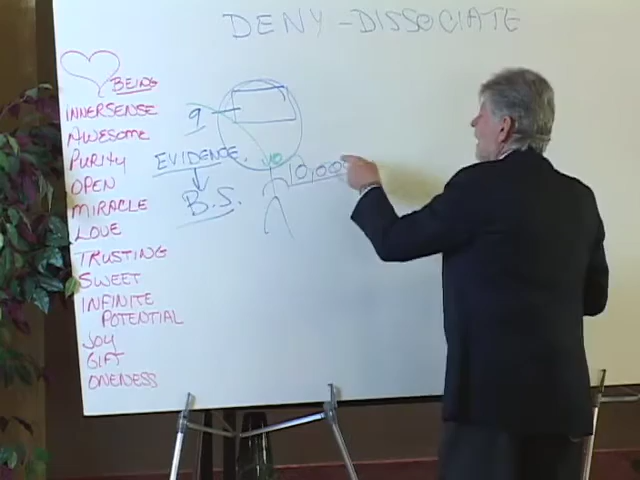 DENY - DISSOCIATE
BEING
INNERSENSE
AWESOME
PURITY
OPEN
MIRACLE
LOVE
TRUSTING
SWEET
INFINITE
POTENTIAL
JOY
GIFT
ONENESS
9
EVIDENCE.
B.S.
10,000